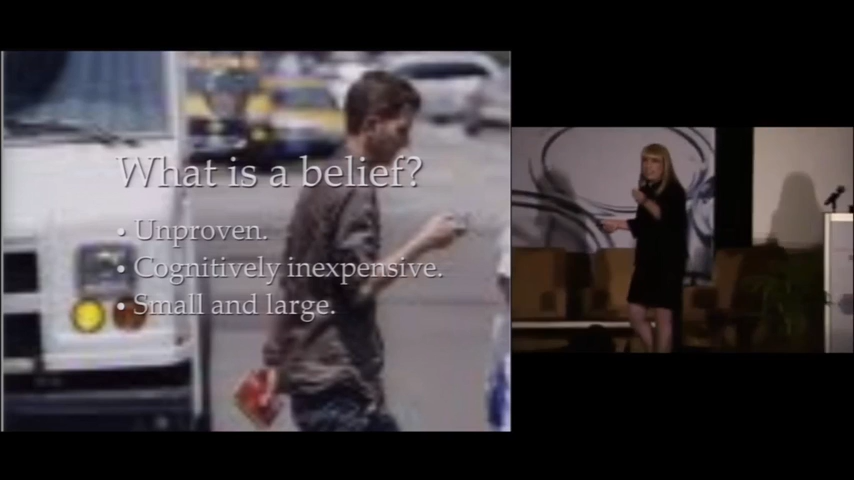 What is a belief?
• Unproven.
• Cognitively inexpensive.
• Small and large.